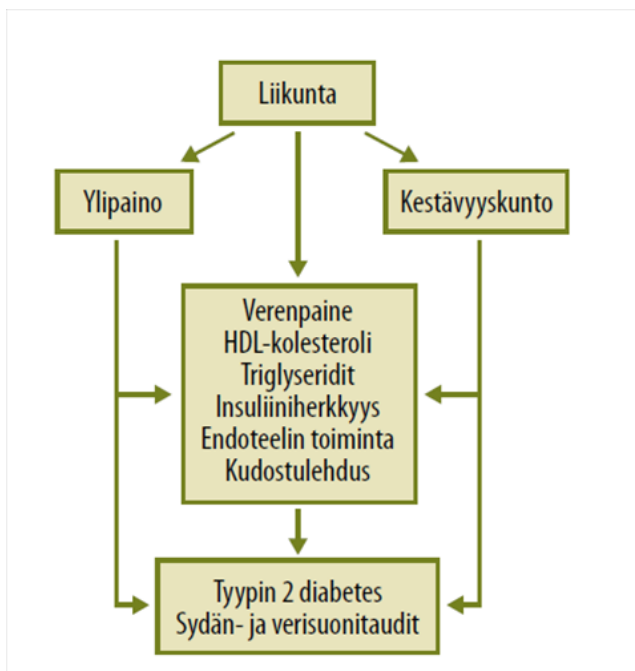 Liikunta
Ylipaino
Kestävyyskunto
Verenpaine
HDL-kolesteroli
Triglyseridit
Insuliiniherkkyys
Endoteelin toiminta
Kudostulehdus
Tyypin 2 diabetes
Sydän- ja verisuonitaudit